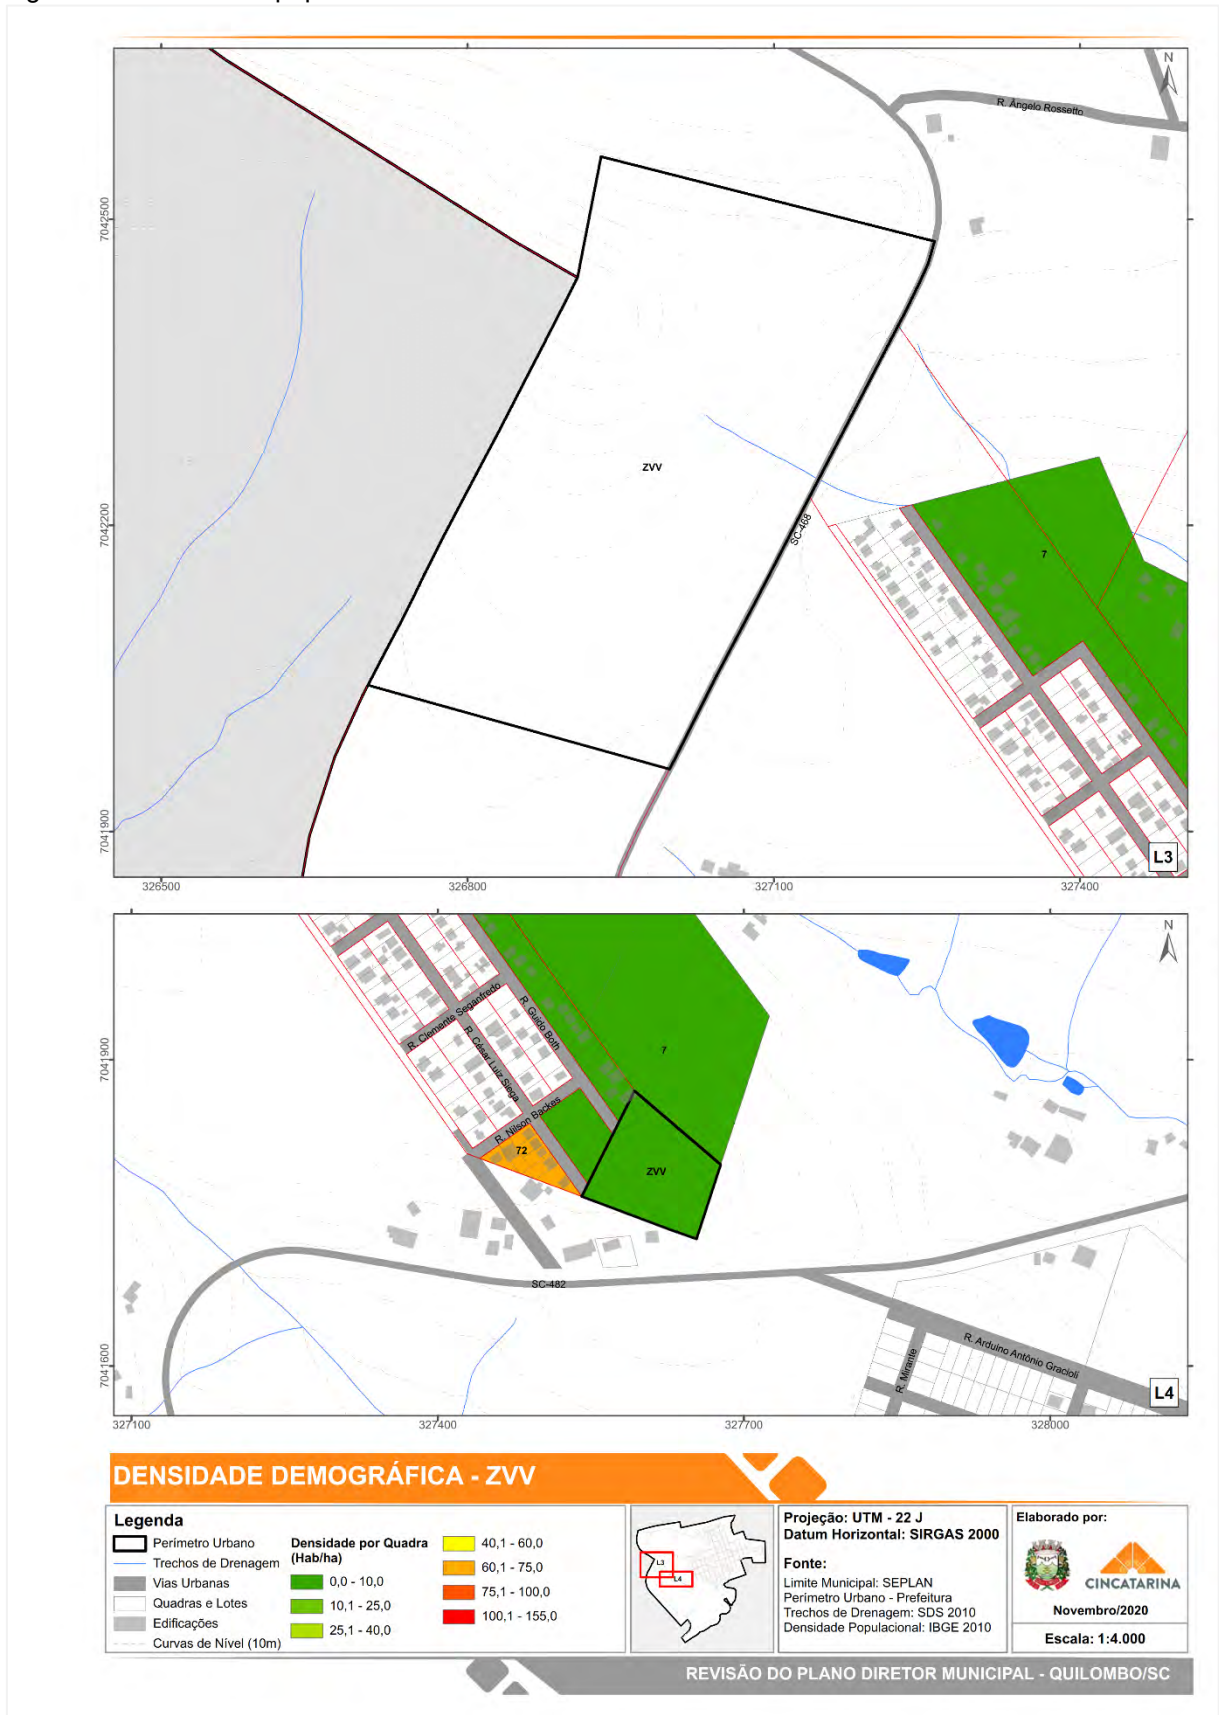 N
R. Ângelo Rossetto
7042500
ZVV
7042200
SC-468
7
7041900
L3
326500
326800
327100
327400
N
R. Clemente Seganfredo
R. Guido Both
R. César Luiz Siega
7041900
7
R. Nilson Backes
72
ZVV
SC-482
R. Arduino Antônio Gracioli
R. Mirante
7041600
L4
327100
327400
327700
328000
DENSIDADE DEMOGRÁFICA - ZVV
Legenda
Perimetro Urbano
Trechos de Drenagem
Vias Urbanas
Quadras e Lotes
Edificações
Curvas de Nível (10m)
Densidade por Quadra
(Hab/ha)
0,0 - 10,0
10,1 - 25,0
25,1 - 40,0
40,1 - 60,0
60,1 - 75,0
75,1 - 100,0
100,1 - 155,0
L3
L4
Projeção: UTM - 22 J
Datum Horizontal: SIRGAS 2000
Fonte:
Limite Municipal: SEPLAN
Perimetro Urbano - Prefeitura
Trechos de Drenagem: SDS 2010
Densidade Populacional: IBGE 2010
Elaborado por:
CINCATARINA
Novembro/2020
Escala: 1:4.000
REVISÃO DO PLANO DIRETOR MUNICIPAL - QUILOMBO/SC